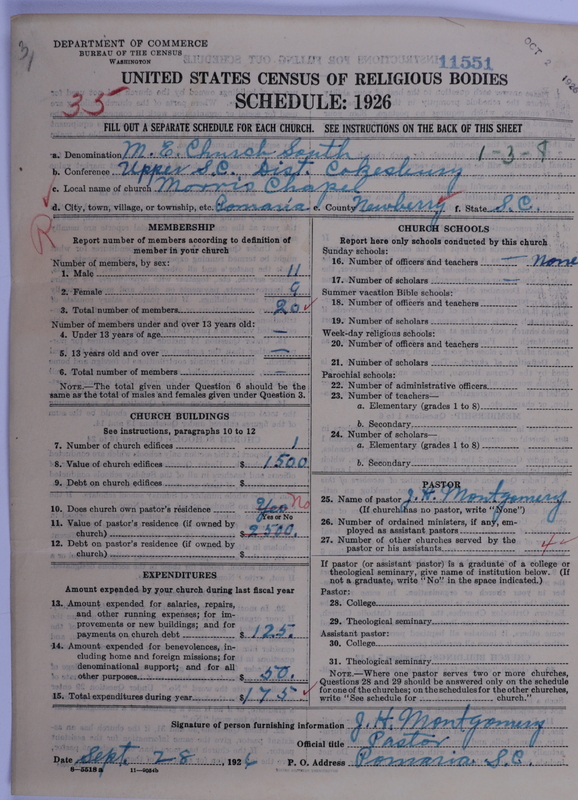 31
DEPARTMENT OF COMMERCE
BUREAU OF THE CENSUS
WASHINGTON
11551
OCT 2 1926
UNITED STATES CENSUS OF RELIGIOUS BODIES
35
SCHEDULE: 1926
FILL OUT A SEPARATE SCHEDULE FOR EACH CHURCH. SEE INSTRUCTIONS ON THE BACK OF THIS SHEET
a. Denomination M. E. Church South 1-3-8
b. Conference Upper S.C. Dist. Cokesbury
c. Local name of church Morris Chapel
d. City, town, village, or township, etc. Pomaria e. County Newberry f. State S.C.
R
MEMBERSHIP
Report number of members according to definition of
member in your church
Number of members, by sex:
1. Male 11
2. Female 9
3. Total number of members 20
Number of members under and over 13 years old:
4. Under 13 years of age —
5. 13 years old and over —
6. Total number of members —
NOTE.—The total given under Question 6 should be the
same as the total of males and females given under Question 3.
CHURCH BUILDINGS
See instructions, paragraphs 10 to 12
7. Number of church edifices 1
8. Value of church edifices $ 1500
9. Debt on church edifices $
10. Does church own pastor's residence Yes No
Yes or No
11. Value of pastor's residence (if owned by
church) $ 2500.
12. Debt on pastor's residence (if owned by
church) $
EXPENDITURES
Amount expended by your church during last fiscal year
13. Amount expended for salaries, repairs,
and other running expenses; for im-
provements or new buildings; and for
payments on church debt $ 125.
14. Amount expended for benevolences, in-
cluding home and foreign missions; for
denominational support; and for all
other purposes $ 50.
15. Total expenditures during year $ 175
CHURCH SCHOOLS
Report here only schools conducted by this church
Sunday schools:
16. Number of officers and teachers — none
17. Number of scholars —
Summer vacation Bible schools:
18. Number of officers and teachers
19. Number of scholars
Week-day religious schools:
20. Number of officers and teachers
21. Number of scholars
Parochial schools:
22. Number of administrative officers
23. Number of teachers—
a. Elementary (grades 1 to 8)
b. Secondary
24. Number of scholars—
a. Elementary (grades 1 to 8)
b. Secondary
PASTOR
25. Name of pastor J. H. Montgomery
(If church has no pastor, write "None")
26. Number of ordained ministers, if any, em-
ployed as assistant pastors
27. Number of other churches served by the
pastor or his assistants 4
If pastor (or assistant pastor) is a graduate of a college or
theological seminary, give name of institution below. (If
not a graduate, write "No" in the space indicated.)
Pastor:
28. College
29. Theological seminary
Assistant pastor:
30. College
31. Theological seminary
NOTE.—Where one pastor serves two or more churches,
Questions 28 and 29 should be answered only on the schedule
for one of the churches; on the schedules for the other churches,
write "See schedule for church."
Signature of person furnishing information J. H. Montgomery
Official title Pastor
Date Sept. 28, 1926 P. O. Address Pomaria S.C.
8—5518 a